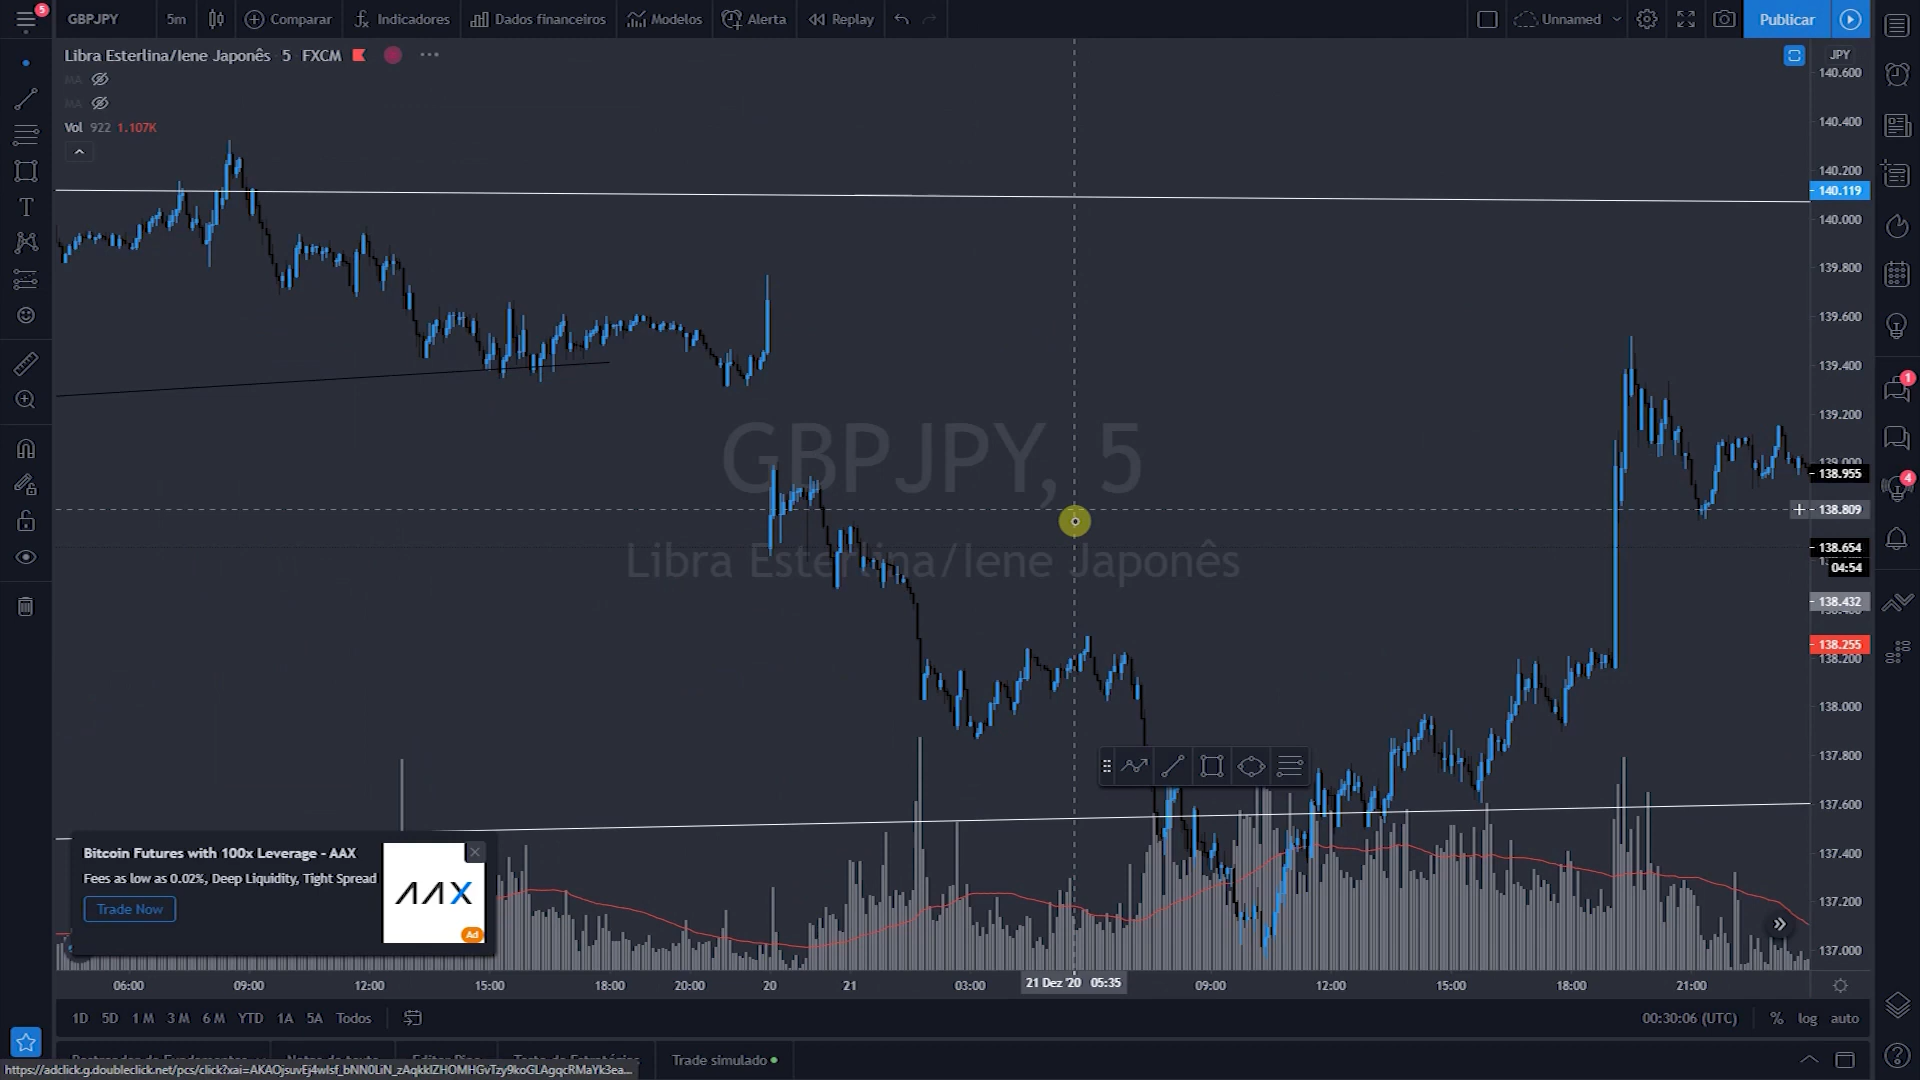 5
GBPJPY
5m
Comparar
Indicadores
Dados financeiros
Modelos
Alerta
Replay
Unnamed
Publicar
Libra Esterlina/Iene Japonês · 5 FXCM
JPY
MA
MA
Vol 922 1.107K
140.600
140.400
140.200
140.119
140.000
139.800
139.600
139.400
139.200
139.000
138.955
138.809
138.654
04:54
138.432
138.255
138.200
138.000
137.800
137.600
137.400
137.200
137.000
GBPJPY, 5
Libra Esterlina/Iene Japonês
1
4
Bitcoin Futures with 100x Leverage - AAX
Fees as low as 0.02%, Deep Liquidity, Tight Spread
Trade Now
AAX
Ad
06:00 09:00 12:00 15:00 18:00 20:00 20 21 03:00 21 Dez '20 05:35 09:00 12:00 15:00 18:00 21:00
1D 5D 1M 3M 6M YTD 1A 5A Todos
00:30:06 (UTC) % log auto
Trade simulado